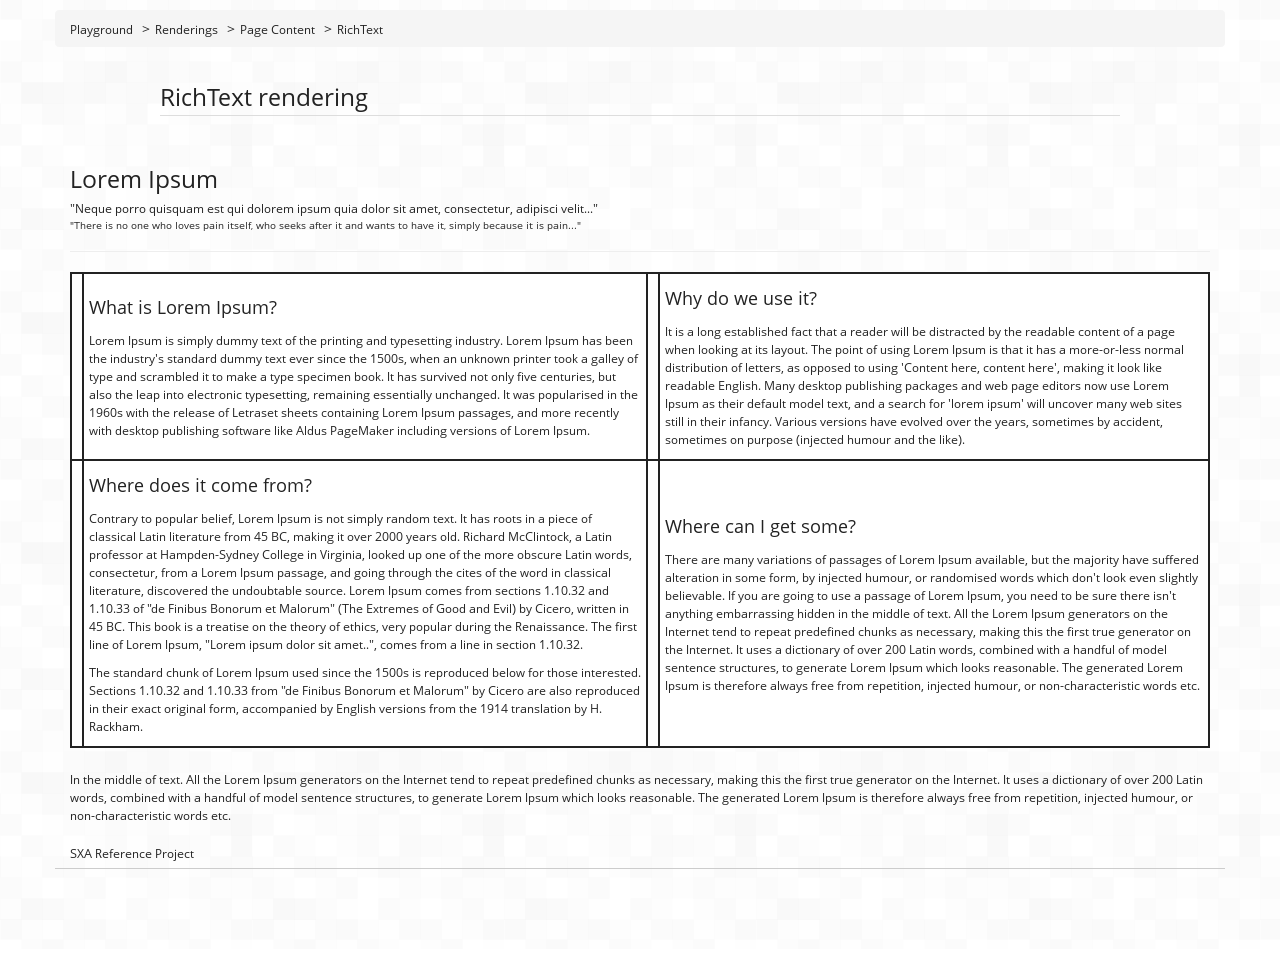 Playground > Renderings > Page Content > RichText
RichText rendering
Lorem Ipsum
"Neque porro quisquam est qui dolorem ipsum quia dolor sit amet, consectetur, adipisci velit..."
"There is no one who loves pain itself, who seeks after it and wants to have it, simply because it is pain..."
What is Lorem Ipsum?
Lorem Ipsum is simply dummy text of the printing and typesetting industry. Lorem Ipsum has been
the industry's standard dummy text ever since the 1500s, when an unknown printer took a galley of
type and scrambled it to make a type specimen book. It has survived not only five centuries, but
also the leap into electronic typesetting, remaining essentially unchanged. It was popularised in the
1960s with the release of Letraset sheets containing Lorem Ipsum passages, and more recently
with desktop publishing software like Aldus PageMaker including versions of Lorem Ipsum.
Why do we use it?
It is a long established fact that a reader will be distracted by the readable content of a page
when looking at its layout. The point of using Lorem Ipsum is that it has a more-or-less normal
distribution of letters, as opposed to using 'Content here, content here', making it look like
readable English. Many desktop publishing packages and web page editors now use Lorem
Ipsum as their default model text, and a search for 'lorem ipsum' will uncover many web sites
still in their infancy. Various versions have evolved over the years, sometimes by accident,
sometimes on purpose (injected humour and the like).
Where does it come from?
Contrary to popular belief, Lorem Ipsum is not simply random text. It has roots in a piece of
classical Latin literature from 45 BC, making it over 2000 years old. Richard McClintock, a Latin
professor at Hampden-Sydney College in Virginia, looked up one of the more obscure Latin words,
consectetur, from a Lorem Ipsum passage, and going through the cites of the word in classical
literature, discovered the undoubtable source. Lorem Ipsum comes from sections 1.10.32 and
1.10.33 of "de Finibus Bonorum et Malorum" (The Extremes of Good and Evil) by Cicero, written in
45 BC. This book is a treatise on the theory of ethics, very popular during the Renaissance. The first
line of Lorem Ipsum, "Lorem ipsum dolor sit amet..", comes from a line in section 1.10.32.
The standard chunk of Lorem Ipsum used since the 1500s is reproduced below for those interested.
Sections 1.10.32 and 1.10.33 from "de Finibus Bonorum et Malorum" by Cicero are also reproduced
in their exact original form, accompanied by English versions from the 1914 translation by H.
Rackham.
Where can I get some?
There are many variations of passages of Lorem Ipsum available, but the majority have suffered
alteration in some form, by injected humour, or randomised words which don't look even slightly
believable. If you are going to use a passage of Lorem Ipsum, you need to be sure there isn't
anything embarrassing hidden in the middle of text. All the Lorem Ipsum generators on the
Internet tend to repeat predefined chunks as necessary, making this the first true generator on
the Internet. It uses a dictionary of over 200 Latin words, combined with a handful of model
sentence structures, to generate Lorem Ipsum which looks reasonable. The generated Lorem
Ipsum is therefore always free from repetition, injected humour, or non-characteristic words etc.
In the middle of text. All the Lorem Ipsum generators on the Internet tend to repeat predefined chunks as necessary, making this the first true generator on the Internet. It uses a dictionary of over 200 Latin
words, combined with a handful of model sentence structures, to generate Lorem Ipsum which looks reasonable. The generated Lorem Ipsum is therefore always free from repetition, injected humour, or
non-characteristic words etc.
SXA Reference Project